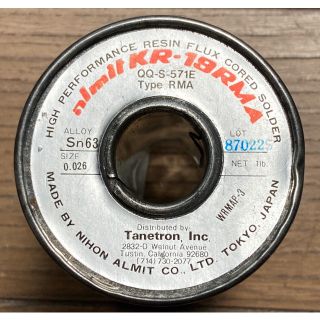 HIGH PERFORMANCE RESIN FLUX CORED SOLDER
almit KR-19RMA
QQ-S-571E
Type RMA
ALLOY
Sn63
SIZE
0.026
LOT
870225
NET 1lb.
WRMAP-3
Distributed by
Tanetron, Inc.
2832-D Walnut Avenue
Tustin, California 92680
(714) 730-2077
MADE BY NIHON ALMIT CO., LTD. TOKYO, JAPAN